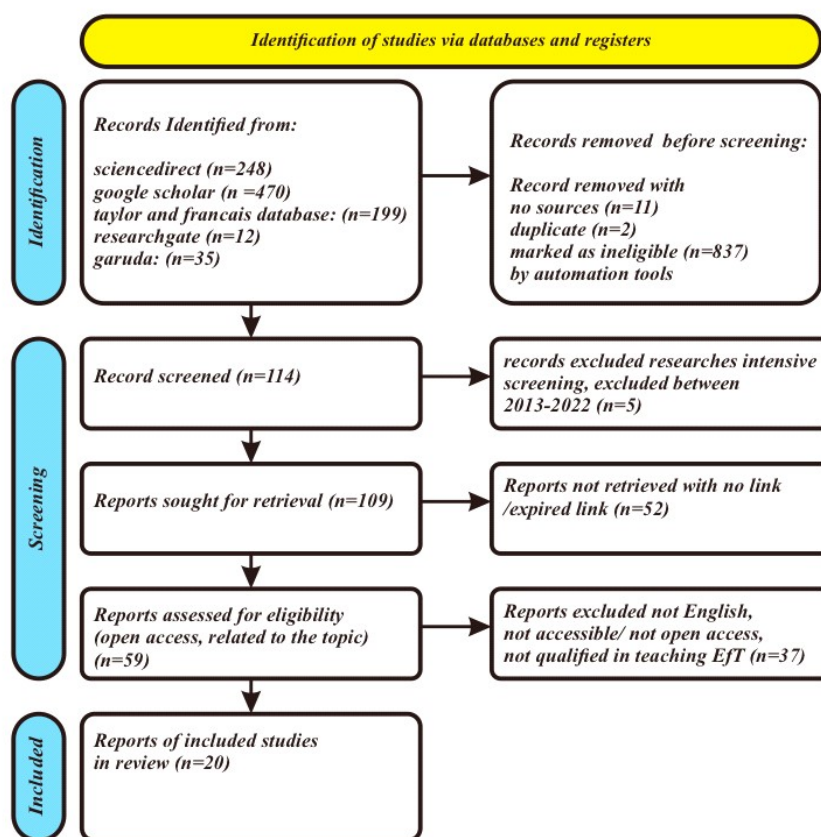 Identification of studies via databases and registers
Identification
Records Identified from:
sciencedirect (n=248)
google scholar (n =470)
taylor and francais database: (n=199)
researchgate (n=12)
garuda: (n=35)
Records removed before screening:
Record removed with
no sources (n=11)
duplicate (n=2)
marked as ineligible (n=837)
by automation tools
Screening
Record screened (n=114)
records excluded researches intensive
screening, excluded between
2013-2022 (n=5)
Reports sought for retrieval (n=109)
Reports not retrieved with no link
/expired link (n=52)
Reports assessed for eligibility
(open access, related to the topic)
(n=59)
Reports excluded not English,
not accessible/ not open access,
not qualified in teaching EfT (n=37)
Included
Reports of included studies
in review (n=20)